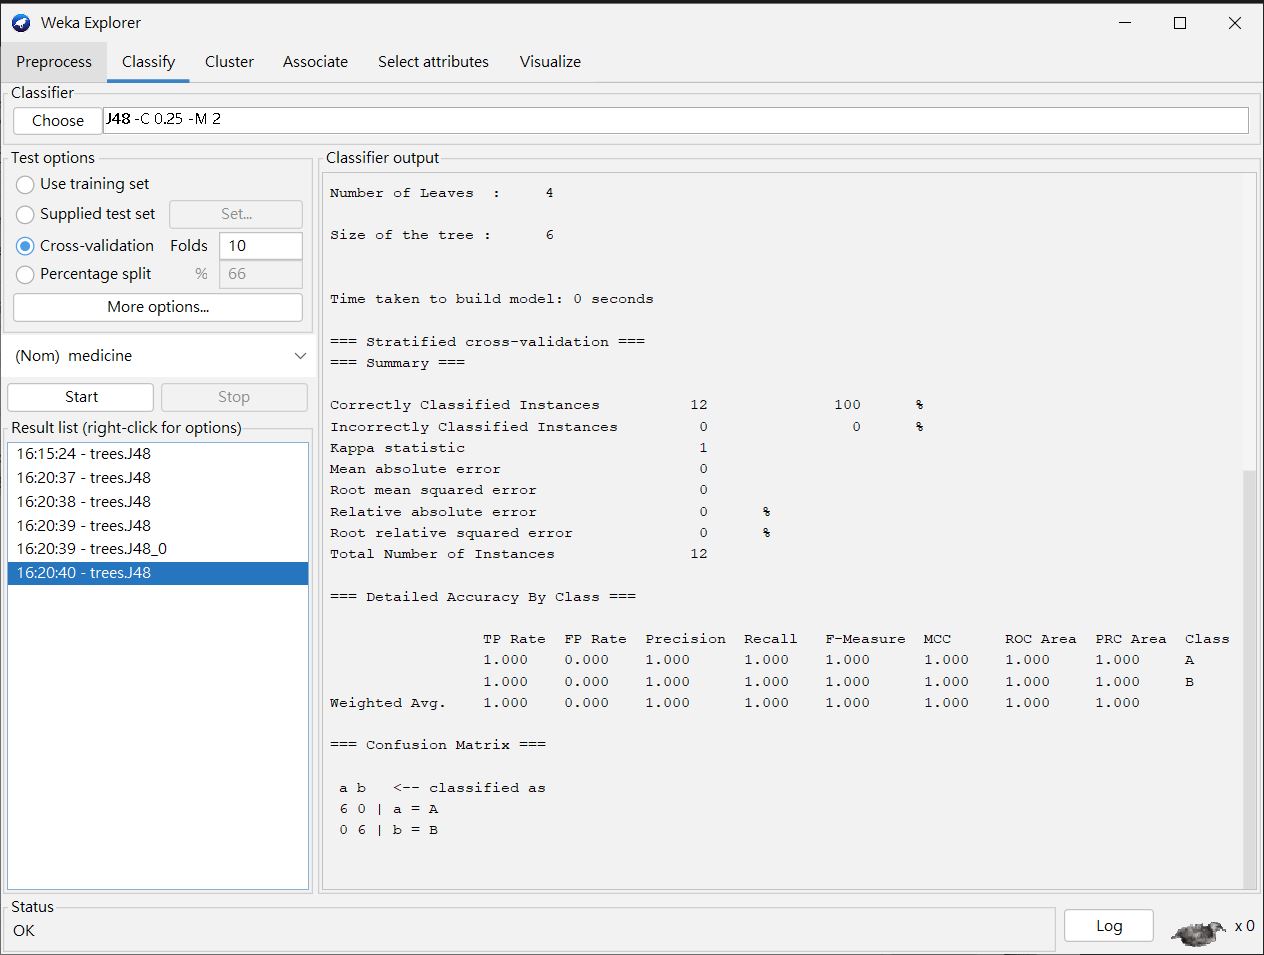 Weka Explorer
Preprocess Classify Cluster Associate Select attributes Visualize
Classifier
Choose J48 -C 0.25 -M 2
Test options
Use training set
Supplied test set Set...
Cross-validation Folds 10
Percentage split % 66
More options...
(Nom) medicine
Start Stop
Result list (right-click for options)
16:15:24 - trees.J48
16:20:37 - trees.J48
16:20:38 - trees.J48
16:20:39 - trees.J48
16:20:39 - trees.J48_0
16:20:40 - trees.J48
Classifier output
Number of Leaves : 4
Size of the tree : 6
Time taken to build model: 0 seconds
=== Stratified cross-validation ===
=== Summary ===
Correctly Classified Instances 12 100 %
Incorrectly Classified Instances 0 0 %
Kappa statistic 1
Mean absolute error 0
Root mean squared error 0
Relative absolute error 0 %
Root relative squared error 0 %
Total Number of Instances 12
=== Detailed Accuracy By Class ===
TP Rate FP Rate Precision Recall F-Measure MCC ROC Area PRC Area Class
1.000 0.000 1.000 1.000 1.000 1.000 1.000 1.000 A
1.000 0.000 1.000 1.000 1.000 1.000 1.000 1.000 B
Weighted Avg. 1.000 0.000 1.000 1.000 1.000 1.000 1.000 1.000
=== Confusion Matrix ===
a b <-- classified as
6 0 | a = A
0 6 | b = B
Status
OK
Log x 0